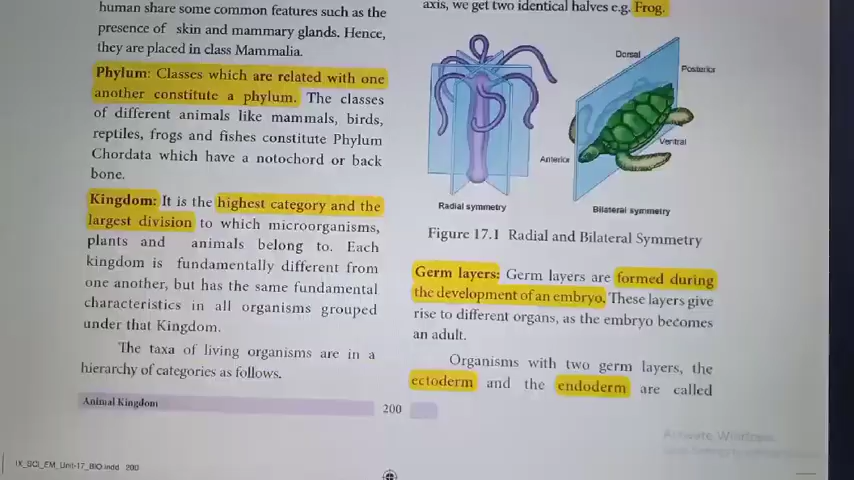 human share some common features such as the
presence of skin and mammary glands. Hence,
they are placed in class Mammalia.
Phylum: Classes which are related with one
another constitute a phylum. The classes
of different animals like mammals, birds,
reptiles, frogs and fishes constitute Phylum
Chordata which have a notochord or back
bone.
Kingdom: It is the highest category and the
largest division to which microorganisms,
plants and animals belong to. Each
kingdom is fundamentally different from
one another, but has the same fundamental
characteristics in all organisms grouped
under that Kingdom.
The taxa of living organisms are in a
hierarchy of categories as follows.
axis, we get two identical halves e.g. Frog.
Dorsal
Posterior
Ventral
Anterior
Radial symmetry
Bilateral symmetry
Figure 17.1 Radial and Bilateral Symmetry
Germ layers: Germ layers are formed during
the development of an embryo. These layers give
rise to different organs, as the embryo becomes
an adult.
Organisms with two germ layers, the
ectoderm and the endoderm are called
Animal Kingdom
200
IX_SCI_EM_Unit-17_BIO.indd 200
Activate Windows